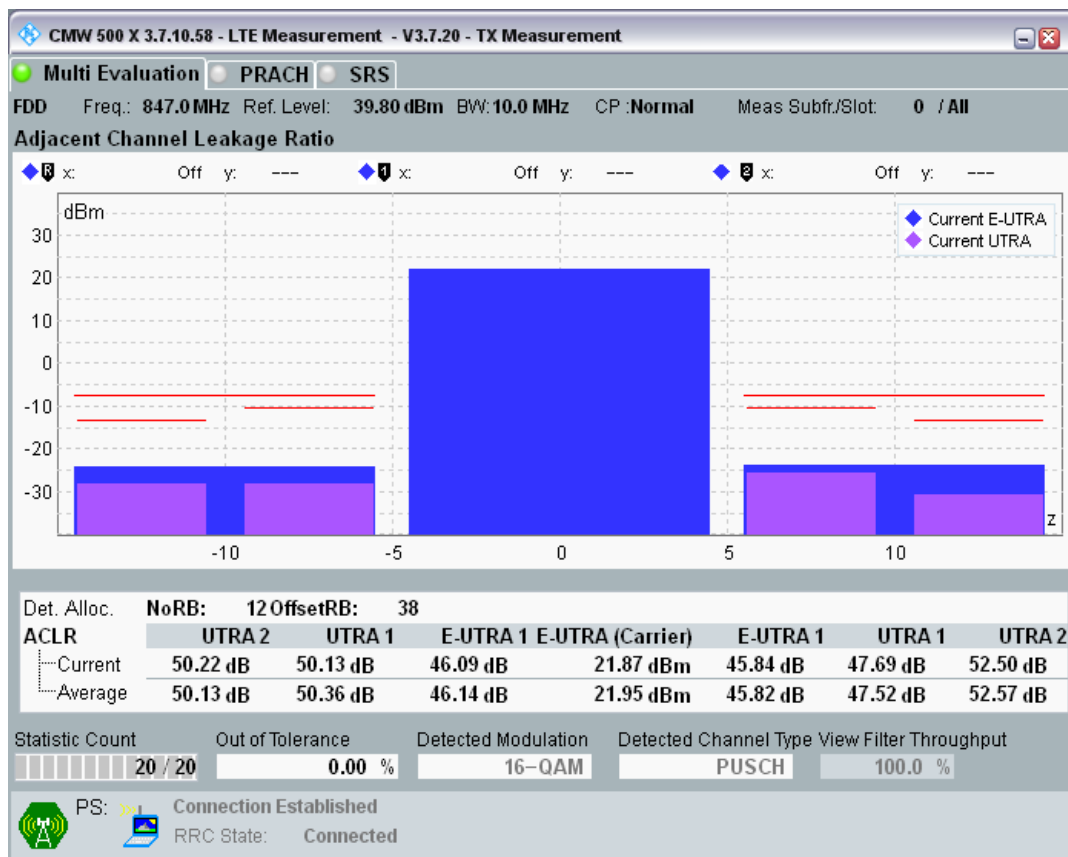 CMW 500 X 3.7.10.58 - LTE Measurement - V3.7.20 - TX Measurement
Multi Evaluation PRACH SRS
FDD Freq.: 847.0 MHz Ref. Level: 39.80 dBm BW: 10.0 MHz CP :Normal Meas Subfr./Slot: 0 / All
Adjacent Channel Leakage Ratio
R x: Off y: --- 1 x: Off y: --- 2 x: Off y: ---
dBm
Current E-UTRA
Current UTRA
30
20
10
0
-10
-20
-30
z
-10 -5 0 5 10
Det. Alloc. NoRB: 12 OffsetRB: 38
ACLR UTRA 2 UTRA 1 E-UTRA 1 E-UTRA (Carrier) E-UTRA 1 UTRA 1 UTRA 2
Current 50.22 dB 50.13 dB 46.09 dB 21.87 dBm 45.84 dB 47.69 dB 52.50 dB
Average 50.13 dB 50.36 dB 46.14 dB 21.95 dBm 45.82 dB 47.52 dB 52.57 dB
Statistic Count Out of Tolerance Detected Modulation Detected Channel Type View Filter Throughput
20 / 20 0.00 % 16-QAM PUSCH 100.0 %
PS: Connection Established
RRC State: Connected